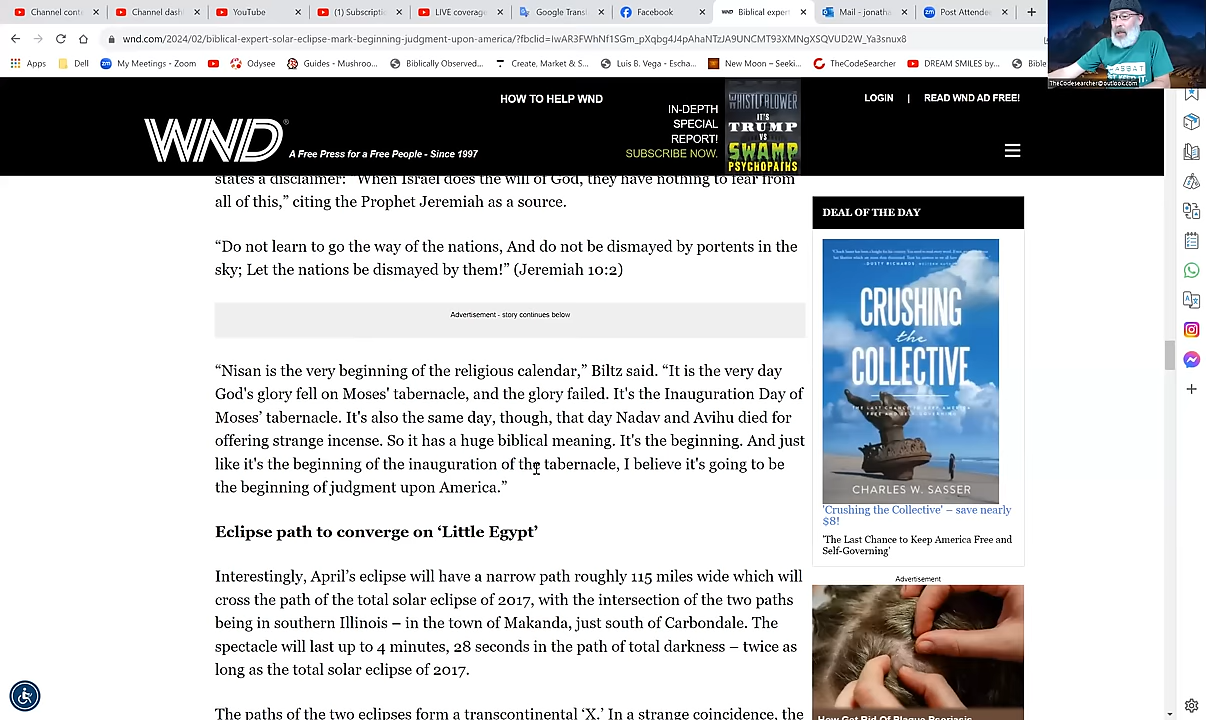 Channel cont
Channel dash
YouTube
(1) Subscripti
LIVE coverage
Google Trans
Facebook
Biblical exper
Mail - jonatha
Post Attende
wnd.com/2024/02/biblical-expert-solar-eclipse-mark-beginning-judgment-upon-america/?fbclid=IwAR3FWhNf1SGm_pXqbg4J4pAhaNTzJA9UNCMT93XMNgXSQVUD2W_Ya3snux8
Apps
Dell
My Meetings - Zoom
Odysee
Guides - Mushroo...
Biblically Observed...
Create, Market & S...
Luis B. Vega - Escha...
New Moon – Seeki...
TheCodeSearcher
DREAM SMILES by...
Bible
TheCodesearcher@outlook.com
HOW TO HELP WND
IN-DEPTH
SPECIAL
REPORT!
SUBSCRIBE NOW.
WHISTLEBLOWER
IT'S
TRUMP
VS
SWAMP
PSYCHOPATHS
LOGIN | READ WND AD FREE!
WND®
A Free Press for a Free People - Since 1997
states a disclaimer: “When Israel does the will of God, they have nothing to fear from
all of this,” citing the Prophet Jeremiah as a source.
“Do not learn to go the way of the nations, And do not be dismayed by portents in the
sky; Let the nations be dismayed by them!” (Jeremiah 10:2)
Advertisement - story continues below
“Nisan is the very beginning of the religious calendar,” Biltz said. “It is the very day
God's glory fell on Moses' tabernacle, and the glory failed. It's the Inauguration Day of
Moses’ tabernacle. It's also the same day, though, that day Nadav and Avihu died for
offering strange incense. So it has a huge biblical meaning. It's the beginning. And just
like it's the beginning of the inauguration of the tabernacle, I believe it's going to be
the beginning of judgment upon America.”
Eclipse path to converge on ‘Little Egypt’
Interestingly, April’s eclipse will have a narrow path roughly 115 miles wide which will
cross the path of the total solar eclipse of 2017, with the intersection of the two paths
being in southern Illinois – in the town of Makanda, just south of Carbondale. The
spectacle will last up to 4 minutes, 28 seconds in the path of total darkness – twice as
long as the total solar eclipse of 2017.
The paths of the two eclipses form a transcontinental ‘X.’ In a strange coincidence, the
DEAL OF THE DAY
—DUSTY RICHARDS
CRUSHING
the
COLLECTIVE
CHARLES W. SASSER
'Crushing the Collective' – save nearly
$8!
'The Last Chance to Keep America Free and
Self-Governing'
Advertisement
How Get Rid Of Plaque Psoriasis